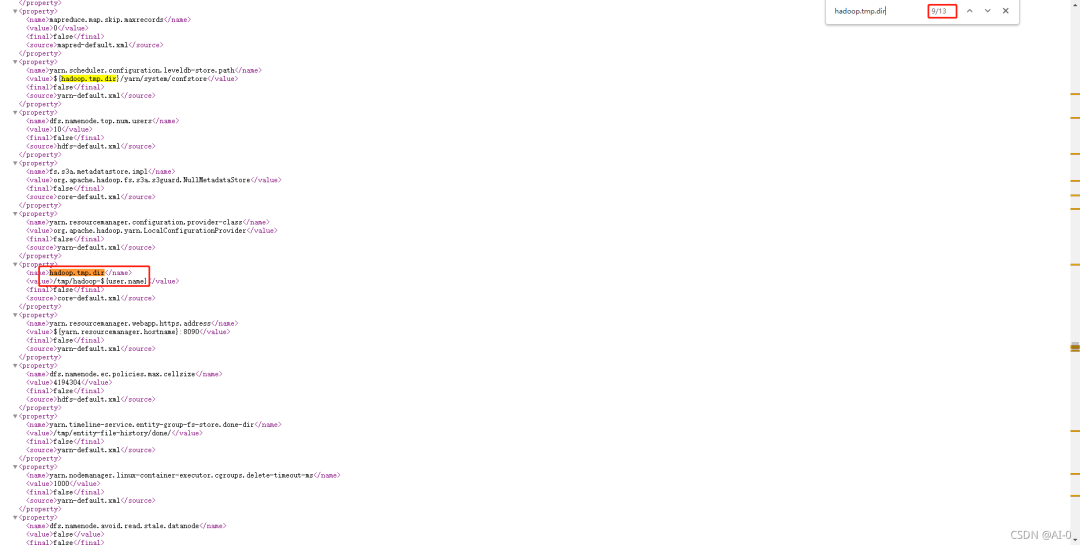 </property>
▼<property>
<name>mapreduce.map.skip.maxrecords</name>
<value>0</value>
<final>false</final>
<source>mapred-default.xml</source>
</property>
▼<property>
<name>yarn.scheduler.configuration.leveldb-store.path</name>
<value>${hadoop.tmp.dir}/yarn/system/confstore</value>
<final>false</final>
<source>yarn-default.xml</source>
</property>
▼<property>
<name>dfs.namenode.top.num.users</name>
<value>10</value>
<final>false</final>
<source>hdfs-default.xml</source>
</property>
▼<property>
<name>fs.s3a.metadatastore.impl</name>
<value>org.apache.hadoop.fs.s3a.s3guard.NullMetadataStore</value>
<final>false</final>
<source>core-default.xml</source>
</property>
▼<property>
<name>yarn.resourcemanager.configuration.provider-class</name>
<value>org.apache.hadoop.yarn.LocalConfigurationProvider</value>
<final>false</final>
<source>yarn-default.xml</source>
</property>
▼<property>
<name>hadoop.tmp.dir</name>
<value>/tmp/hadoop-${user.name}</value>
<final>false</final>
<source>core-default.xml</source>
</property>
▼<property>
<name>yarn.resourcemanager.webapp.https.address</name>
<value>${yarn.resourcemanager.hostname}:8090</value>
<final>false</final>
<source>yarn-default.xml</source>
</property>
▼<property>
<name>dfs.namenode.ec.policies.max.cellsize</name>
<value>4194304</value>
<final>false</final>
<source>hdfs-default.xml</source>
</property>
▼<property>
<name>yarn.timeline-service.entity-group-fs-store.done-dir</name>
<value>/tmp/entity-file-history/done/</value>
<final>false</final>
<source>yarn-default.xml</source>
</property>
▼<property>
<name>yarn.nodemanager.linux-container-executor.cgroups.delete-timeout-ms</name>
<value>1000</value>
<final>false</final>
<source>yarn-default.xml</source>
</property>
▼<property>
<name>dfs.namenode.avoid.read.stale.datanode</name>
<value>false</value>
<final>false</final>
hadoop.tmp.dir 9/13
CSDN @AI-0